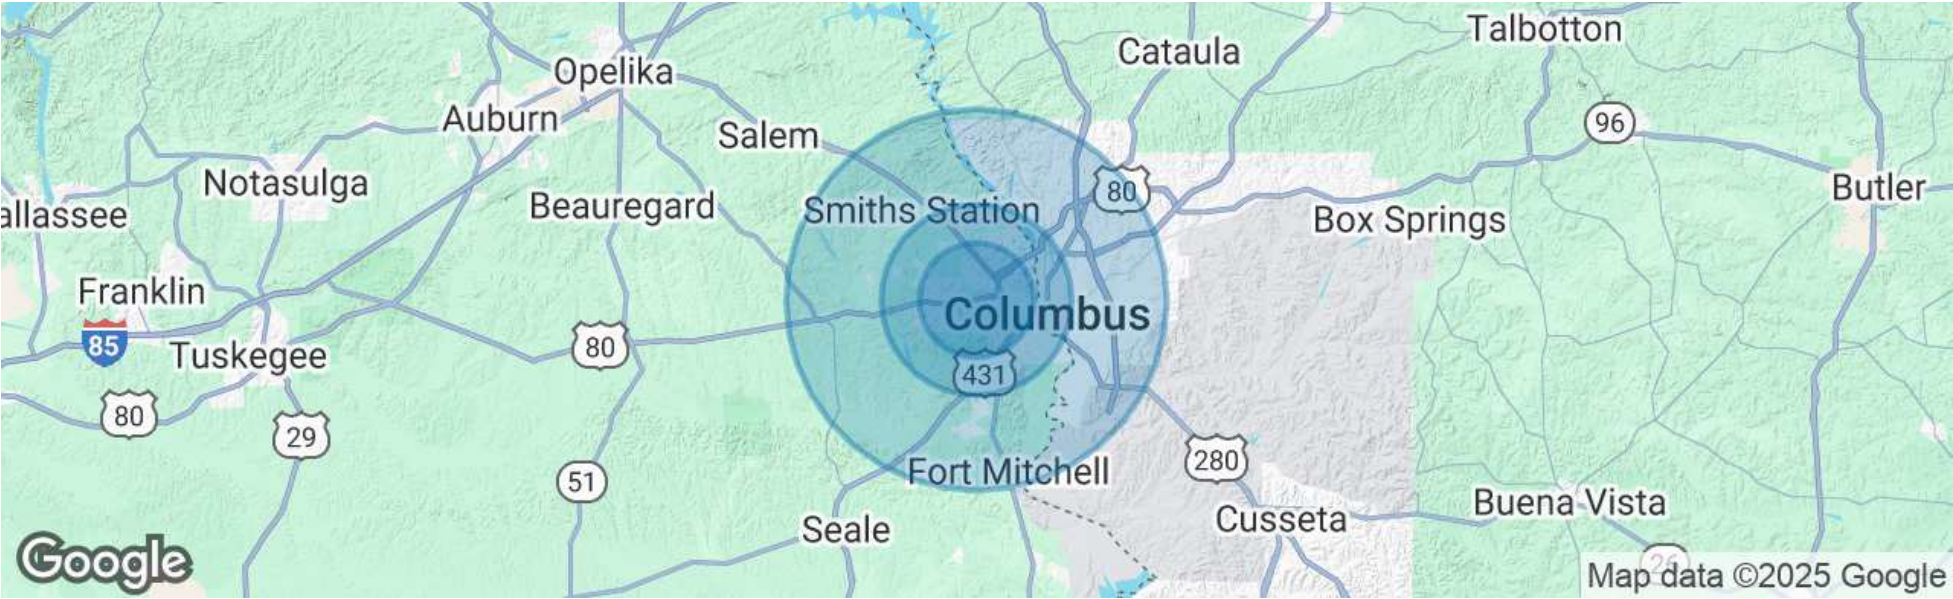 Talbotton
Cataula
Opelika
Auburn
Salem
96
Notasulga
80
Butler
allassee
Beauregard
Smiths Station
Box Springs
Franklin
85
Columbus
Tuskegee
80
431
80
29
280
Fort Mitchell
51
Buena Vista
Cusseta
Seale
26
Google
Map data ©2025 Google